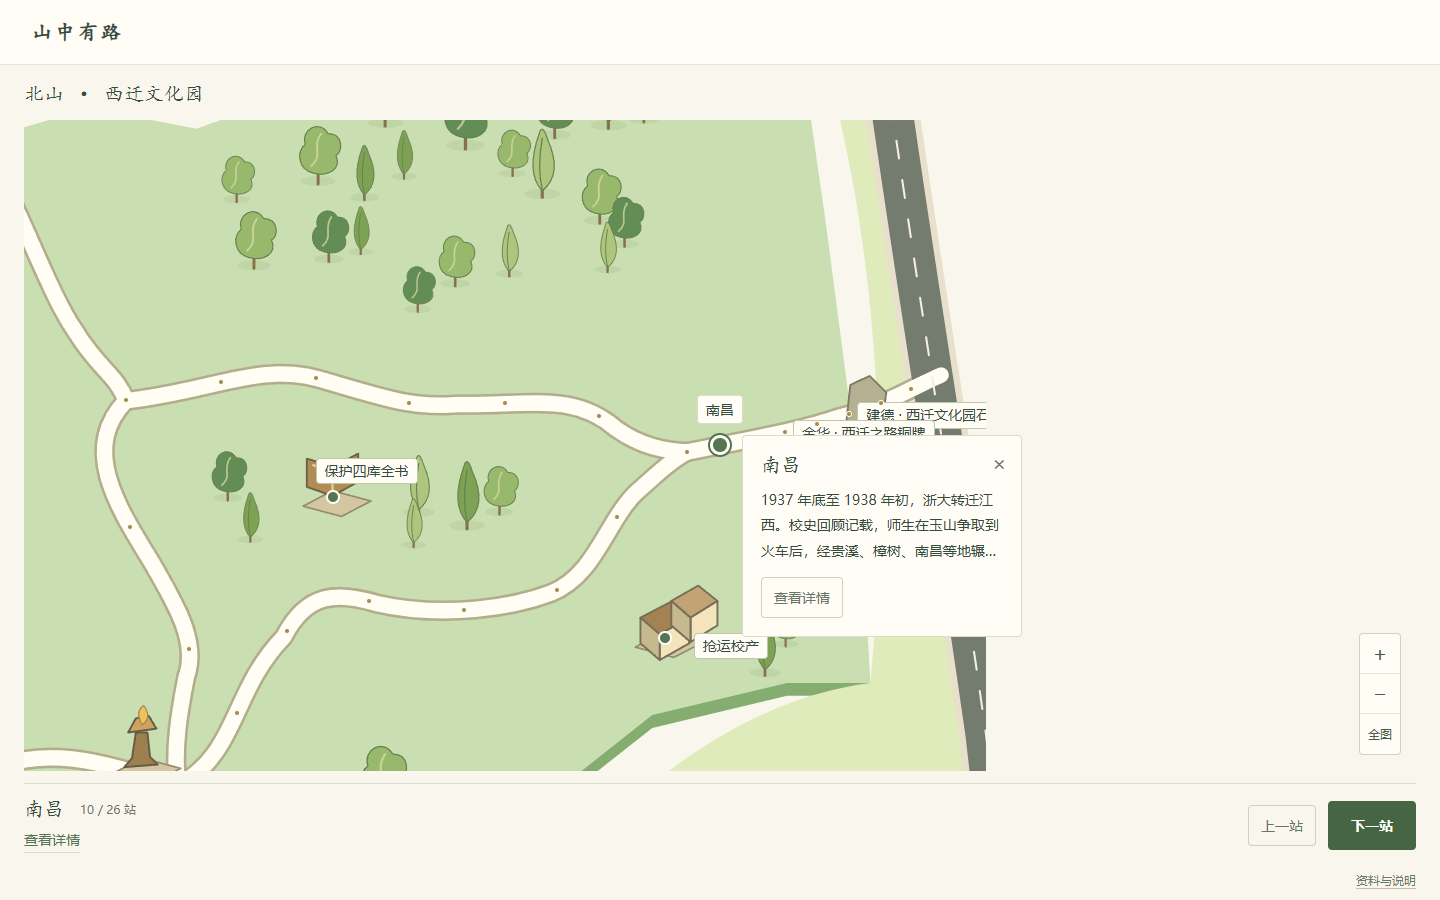 山中有路
北山 • 西迁文化园
南昌
建德 · 西迁文化园石
金华 · 西迁之路铜牌
保护四库全书
南昌
×
1937 年底至 1938 年初，浙大转迁江
西。校史回顾记载，师生在玉山争取到
火车后，经贵溪、樟树、南昌等地辗...
查看详情
抢运校产
+
−
全图
南昌 10 / 26 站
查看详情
上一站
下一站
资料与说明